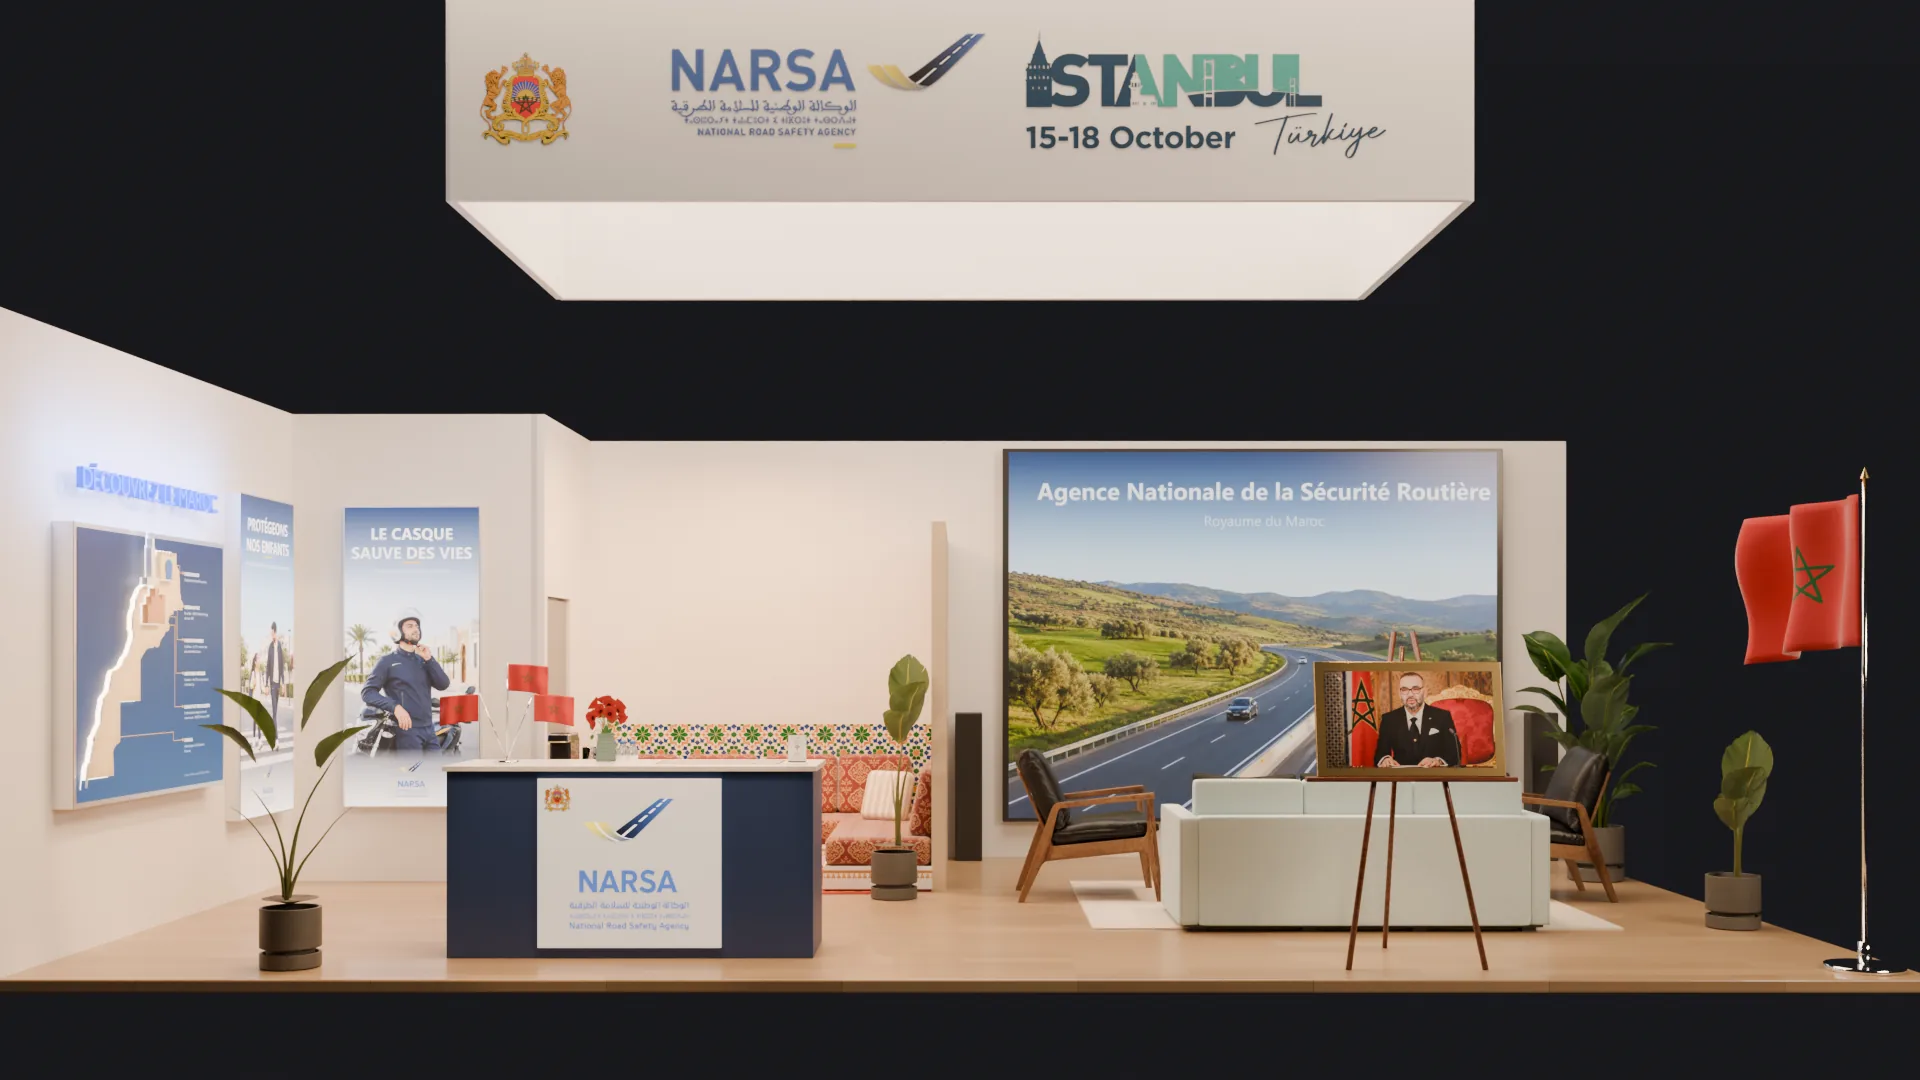 NARSA
الوكالة الوطنية للسلامة الطرقية
NATIONAL ROAD SAFETY AGENCY
İSTANBUL
15-18 October Türkiye
DÉCOUVREZ LE MAROC
PROTÉGEONS
NOS ENFANTS
LE CASQUE
SAUVE DES VIES
NARSA
Agence Nationale de la Sécurité Routière
Royaume du Maroc
NARSA
الوكالة الوطنية للسلامة الطرقية
National Road Safety Agency